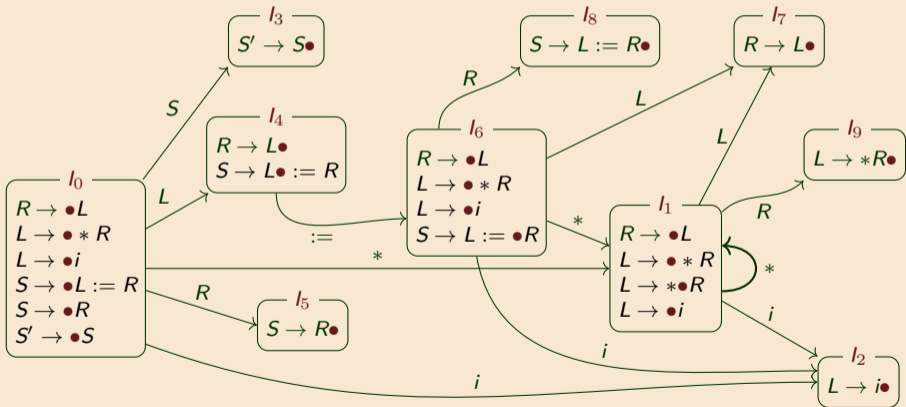 I₃
S′ → S•
I₈
S → L := R•
I₇
R → L•
S
R
L
I₄
R → L•
S → L• := R
I₆
R → •L
L → • * R
L → •i
S → L := •R
L
I₉
L → *R•
I₀
R → •L
L → • * R
L → •i
S → •L := R
S → •R
S′ → •S
L
:=
*
I₁
R → •L
L → • * R
L → *•R
L → •i
R
*
*
R
I₅
S → R•
i
i
i
I₂
L → i•